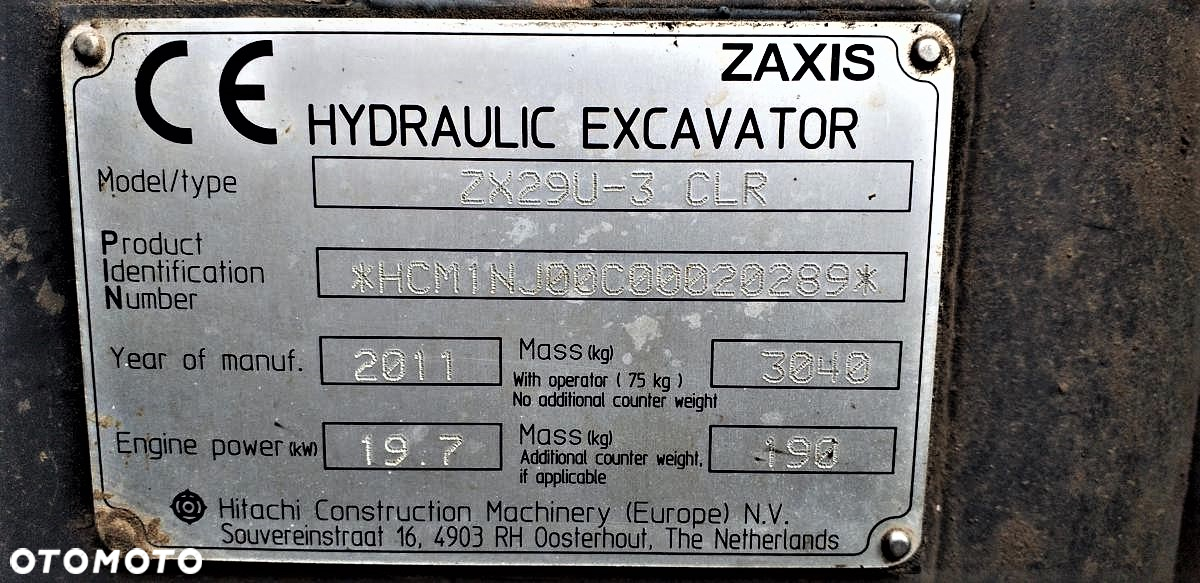 CE ZAXIS
HYDRAULIC EXCAVATOR
Model/type ZX29U-3 CLR
Product
Identification
Number *HCM1NJ00C00020289*
Year of manuf. 2011 Mass (kg) 3040
With operator ( 75 kg )
No additional counter weight
Engine power (kW) 19.7 Mass (kg) 190
Additional counter weight,
if applicable
Hitachi Construction Machinery (Europe) N.V.
Souvereinstraat 16, 4903 RH Oosterhout, The Netherlands
OTOMOTO